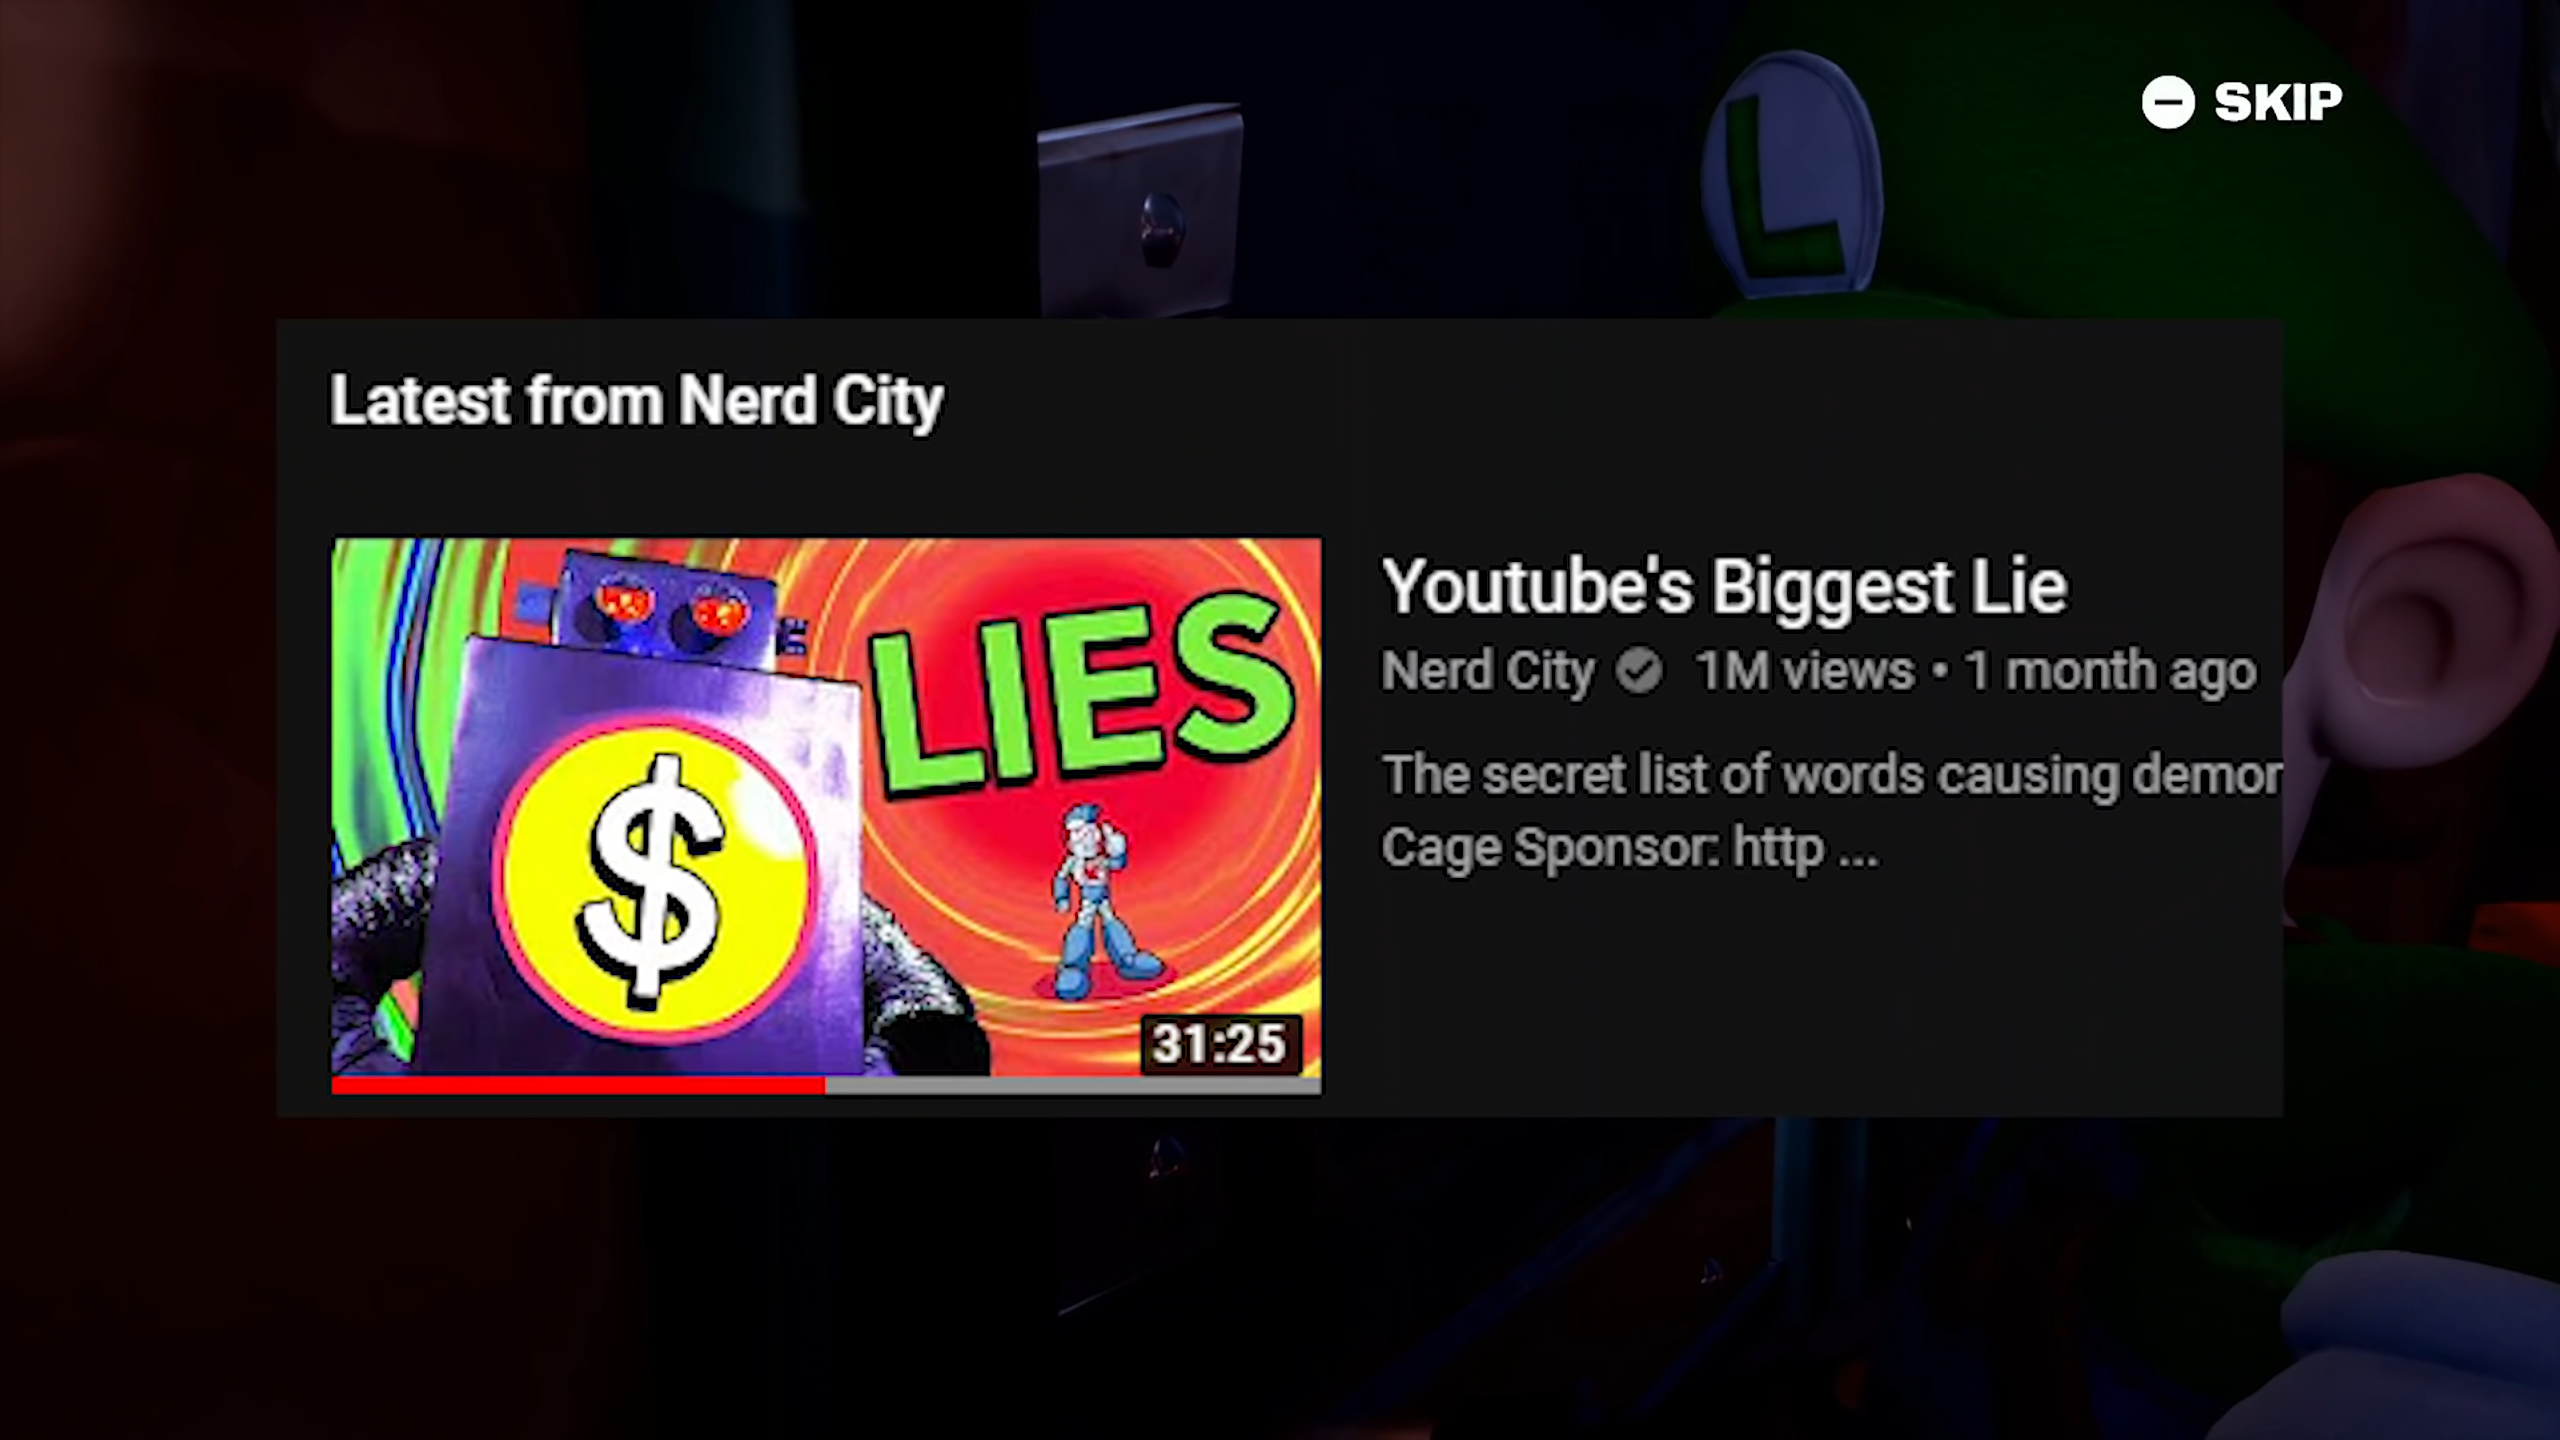 L
SKIP
Latest from Nerd City
LIES
$
31:25
Youtube's Biggest Lie
Nerd City 1M views • 1 month ago
The secret list of words causing demor
Cage Sponsor: http ...